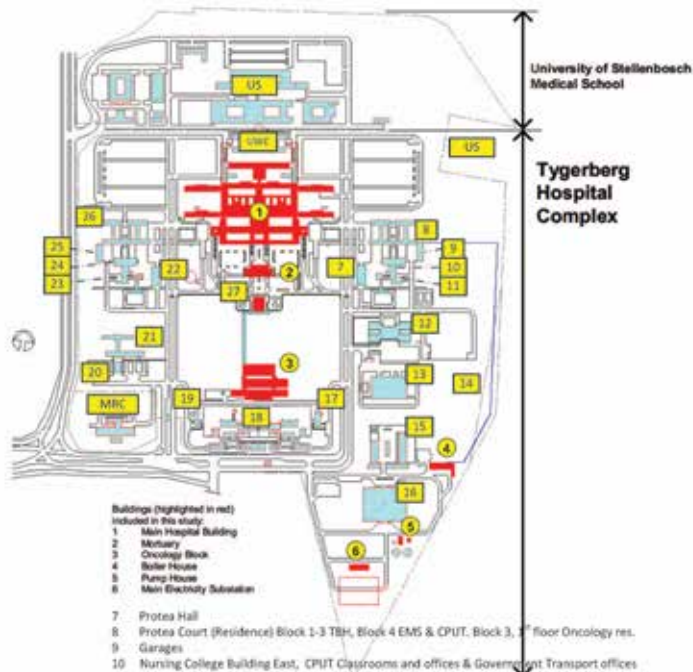 University of Stellenbosch
Medical School
US
UWC
US
Tygerberg
Hospital
Complex
1
26
8
25
9
24
22
2
7
10
23
27
11
12
21
3
13
14
20
19
18
17
MRC
15
4
16
5
6
Buildings (highlighted in red)
included in this study:
1 Main Hospital Building
2 Mortuary
3 Oncology Block
4 Boiler House
5 Pump House
6 Main Electricity Substation
7 Protea Hall
8 Protea Court (Residence) Block 1-3 TBH, Block 4 EMS & CPUT. Block 3, 1st floor Oncology res.
9 Garages
10 Nursing College Building East, CPUT Classrooms and offices & Government Transport offices